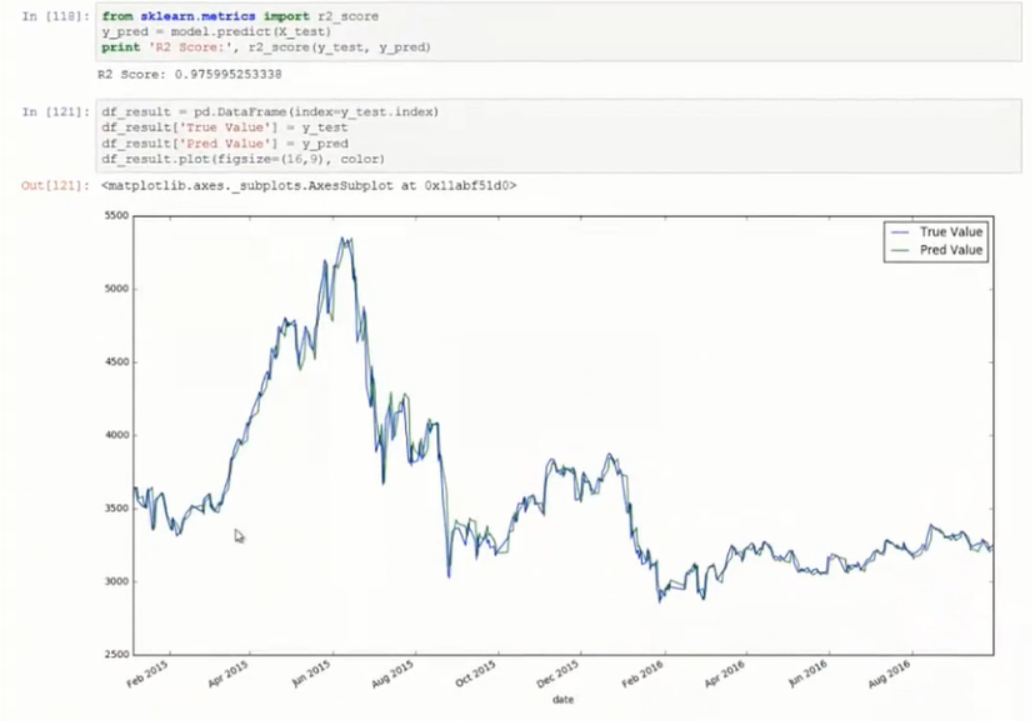 In [118]: from sklearn.metrics import r2_score
y_pred = model.predict(X_test)
print 'R2 Score:', r2_score(y_test, y_pred)
R2 Score: 0.975995253338
In [121]: df_result = pd.DataFrame(index=y_test.index)
df_result['True Value'] = y_test
df_result['Pred Value'] = y_pred
df_result.plot(figsize=(16,9), color)
Out[121]: <matplotlib.axes._subplots.AxesSubplot at 0x11abf51d0>
5500
True Value
Pred Value
5000
4500
4000
3500
3000
2500
Feb 2015 Apr 2015 Jun 2015 Aug 2015 Oct 2015 Dec 2015 Feb 2016 Apr 2016 Jun 2016 Aug 2016
date